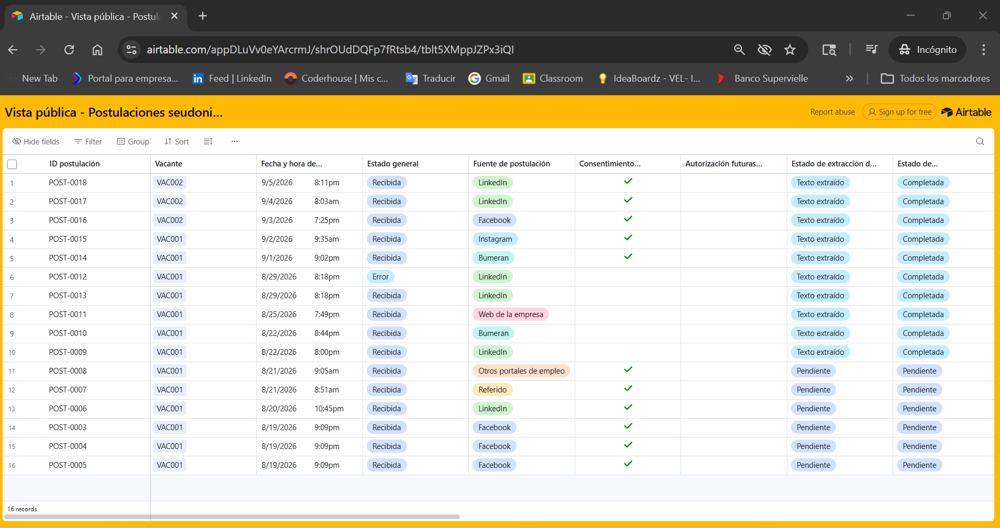 Airtable - Vista pública - Postula
airtable.com/appDLuVv0eYArcrmJ/shrOUdDQFp7fRtsb4/tblt5XMppJZPx3iQI
Incógnito
New Tab Portal para empresa... Feed | LinkedIn Coderhouse | Mis c... Traducir Gmail Classroom IdeaBoardz - VEL- I... Banco Supervielle » Todos los marcadores
Vista pública - Postulaciones seudoni...
Report abuse Sign up for free Airtable
Hide fields Filter Group Sort ...
ID postulación Vacante Fecha y hora de... Estado general Fuente de postulación Consentimiento... Autorización futuras... Estado de extracción d... Estado de...
1 POST-0018 VAC002 9/5/2026 8:11pm Recibida LinkedIn Texto extraído Completada
2 POST-0017 VAC002 9/4/2026 8:03am Recibida LinkedIn Texto extraído Completada
3 POST-0016 VAC002 9/3/2026 7:25pm Recibida Facebook Texto extraído Completada
4 POST-0015 VAC001 9/2/2026 9:35am Recibida Instagram Texto extraído Completada
5 POST-0014 VAC001 9/1/2026 9:02pm Recibida Bumeran Texto extraído Completada
6 POST-0012 VAC001 8/29/2026 8:18pm Error LinkedIn Texto extraído Completada
7 POST-0013 VAC001 8/29/2026 8:18pm Recibida LinkedIn Texto extraído Completada
8 POST-0011 VAC001 8/25/2026 7:49pm Recibida Web de la empresa Texto extraído Completada
9 POST-0010 VAC001 8/22/2026 8:44pm Recibida Bumeran Texto extraído Completada
10 POST-0009 VAC001 8/22/2026 8:00pm Recibida LinkedIn Texto extraído Completada
11 POST-0008 VAC001 8/21/2026 9:05am Recibida Otros portales de empleo Pendiente Pendiente
12 POST-0007 VAC001 8/21/2026 8:51am Recibida Referido Pendiente Pendiente
13 POST-0006 VAC001 8/20/2026 10:45pm Recibida LinkedIn Pendiente Pendiente
14 POST-0003 VAC001 8/19/2026 9:09pm Recibida Facebook Pendiente Pendiente
15 POST-0004 VAC001 8/19/2026 9:09pm Recibida Facebook Pendiente Pendiente
16 POST-0005 VAC001 8/19/2026 9:09pm Recibida Facebook Pendiente Pendiente
16 records